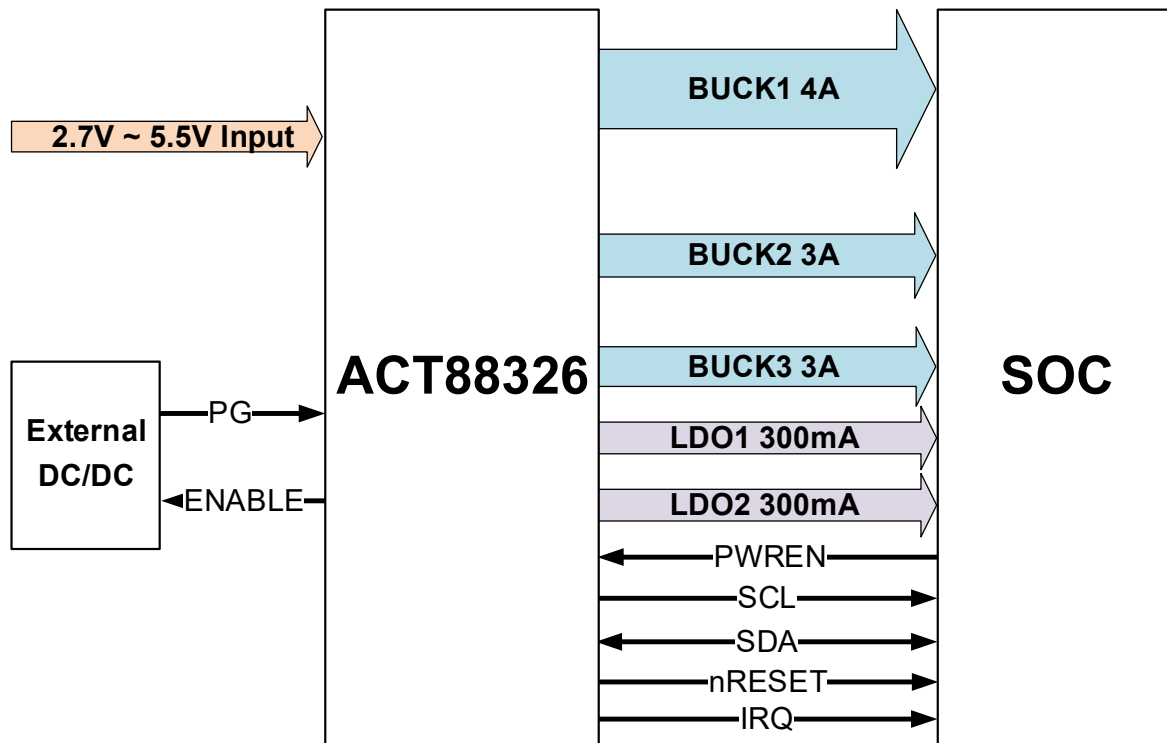 2.7V ~ 5.5V Input
External
DC/DC
PG
ENABLE
ACT88326
BUCK1 4A
BUCK2 3A
BUCK3 3A
LDO1 300mA
LDO2 300mA
PWREN
SCL
SDA
nRESET
IRQ
SOC